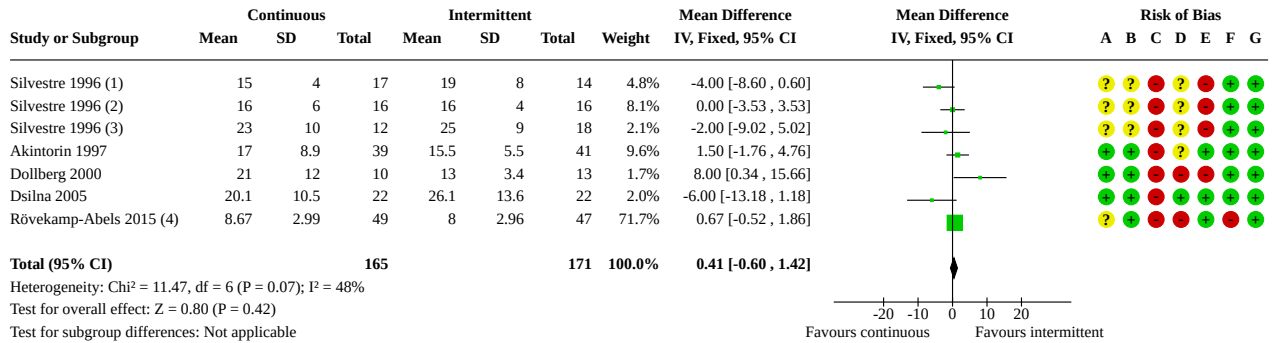 Continuous Intermittent Mean Difference Mean Difference Risk of Bias
Study or Subgroup Mean SD Total Mean SD Total Weight IV, Fixed, 95% CI IV, Fixed, 95% CI A B C D E F G
Silvestre 1996 (1) 15 4 17 19 8 14 4.8% -4.00 [-8.60 , 0.60] ? ? - ? - + +
Silvestre 1996 (2) 16 6 16 16 4 16 8.1% 0.00 [-3.53 , 3.53] ? ? - ? - + +
Silvestre 1996 (3) 23 10 12 25 9 18 2.1% -2.00 [-9.02 , 5.02] ? ? - ? - + +
Akintorin 1997 17 8.9 39 15.5 5.5 41 9.6% 1.50 [-1.76 , 4.76] + + - ? + + +
Dollberg 2000 21 12 10 13 3.4 13 1.7% 8.00 [0.34 , 15.66] + + - - - + +
Dsilna 2005 20.1 10.5 22 26.1 13.6 22 2.0% -6.00 [-13.18 , 1.18] + + - + + + +
Rövekamp-Abels 2015 (4) 8.67 2.99 49 8 2.96 47 71.7% 0.67 [-0.52 , 1.86] ? + - - + - +
Total (95% CI) 165 171 100.0% 0.41 [-0.60 , 1.42]
Heterogeneity: Chi² = 11.47, df = 6 (P = 0.07); I² = 48%
Test for overall effect: Z = 0.80 (P = 0.42)
-20 -10 0 10 20
Test for subgroup differences: Not applicable Favours continuous Favours intermittent